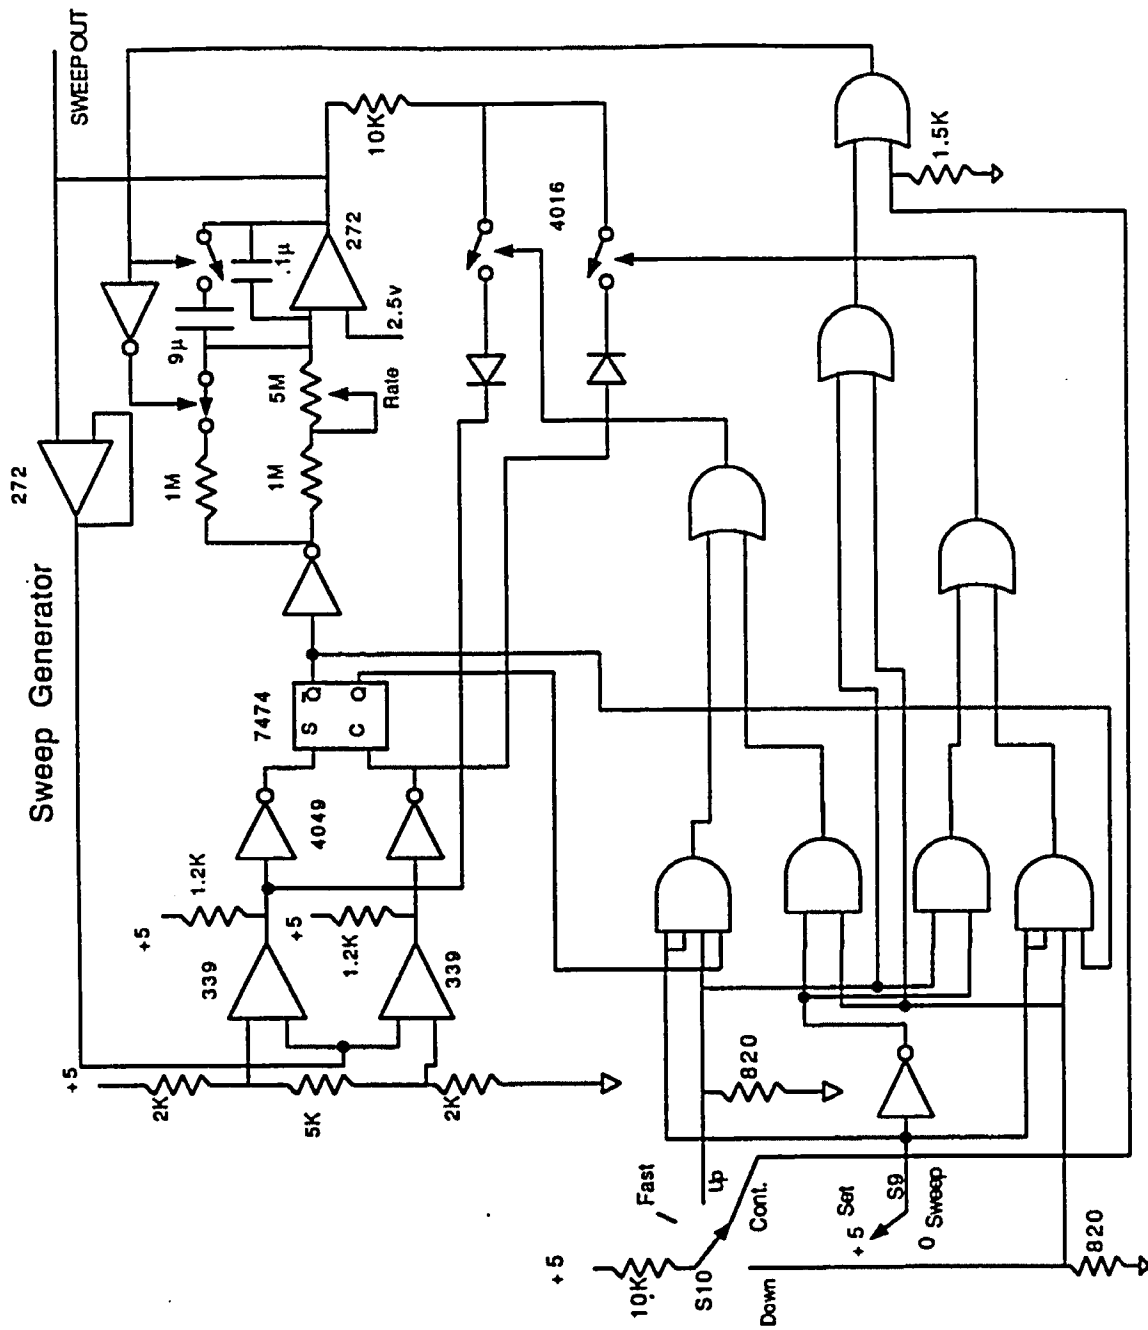 Sweep Generator
SWEEP OUT
272
10K
4016
1.5K
.1µ
272
9µ
2.5v
5M
Rate
1M
1M
7474
S
Q̄
C
Q
4049
1.2K
+5
+5
1.2K
339
339
+5
2K
5K
2K
820
Fast
Up
Cont.
+5
10K
S10
Set
+5
S9
0
Sweep
Down
820